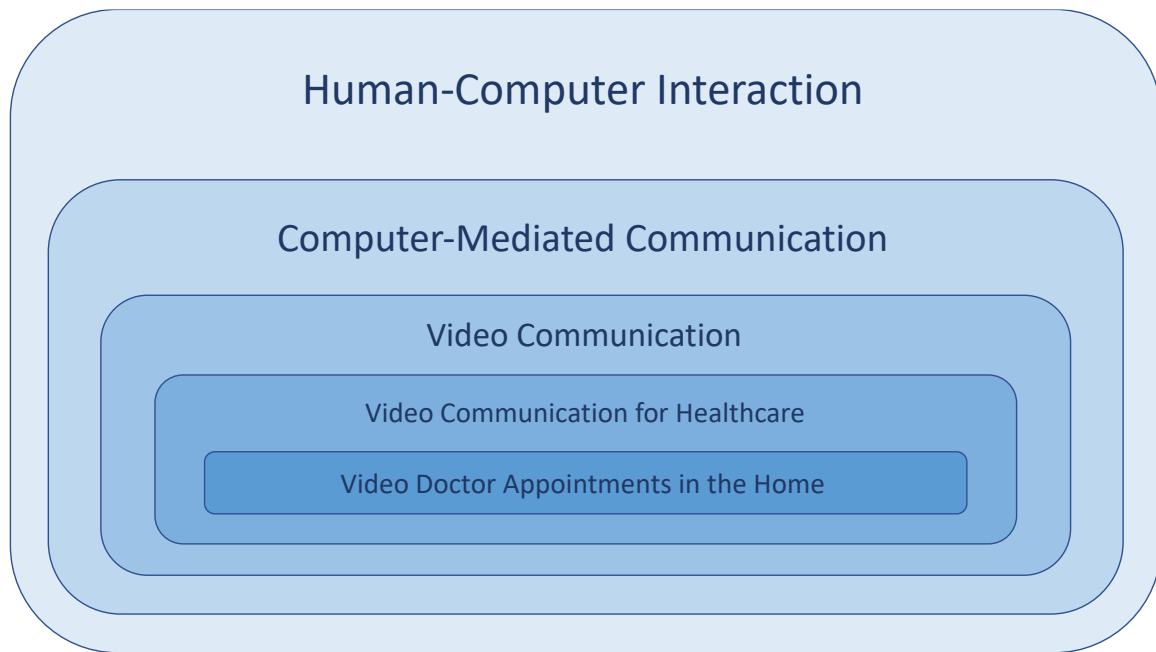 Human-Computer Interaction
Computer-Mediated Communication
Video Communication
Video Communication for Healthcare
Video Doctor Appointments in the Home